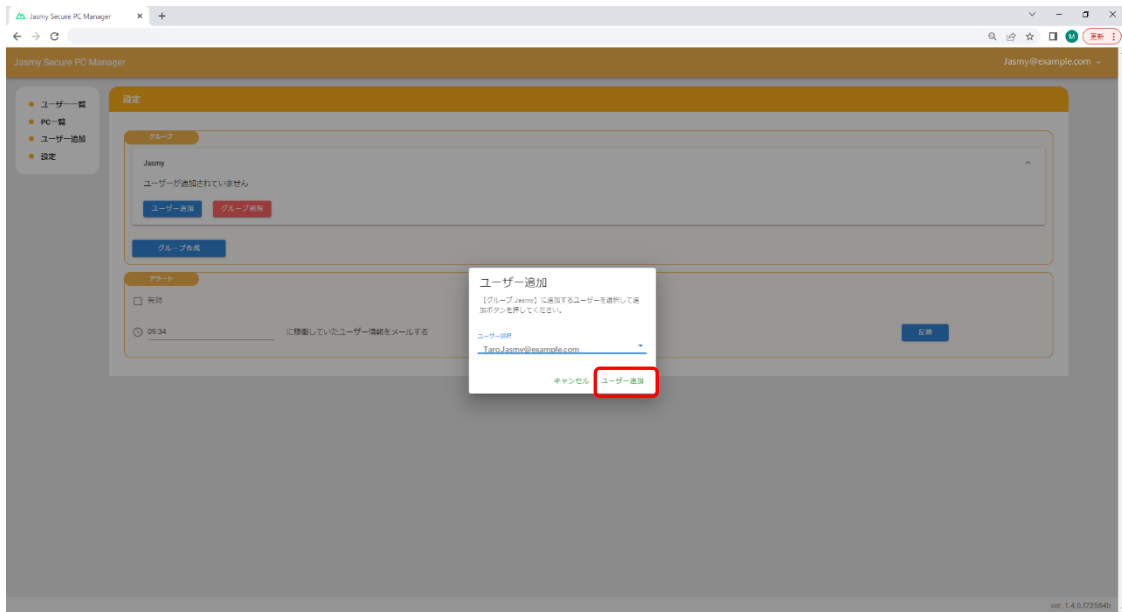 Jasmy Secure PC Manager
更新
Jasmy Secure PC Manager
Jasmy@example.com
ユーザー一覧
PC一覧
ユーザー追加
設定
設定
グループ
Jasmy
ユーザーが追加されていません
ユーザー追加 グループ削除
グループ作成
アラート
有効
09:34 に稼働していたユーザー情報をメールする 反映
ユーザー追加
【グループJasmy】に追加するユーザーを選択して追
加ボタンを押してください。
ユーザー選択
TaroJasmy@example.com
キャンセル ユーザー追加
ver. 1.4.0.f72584b